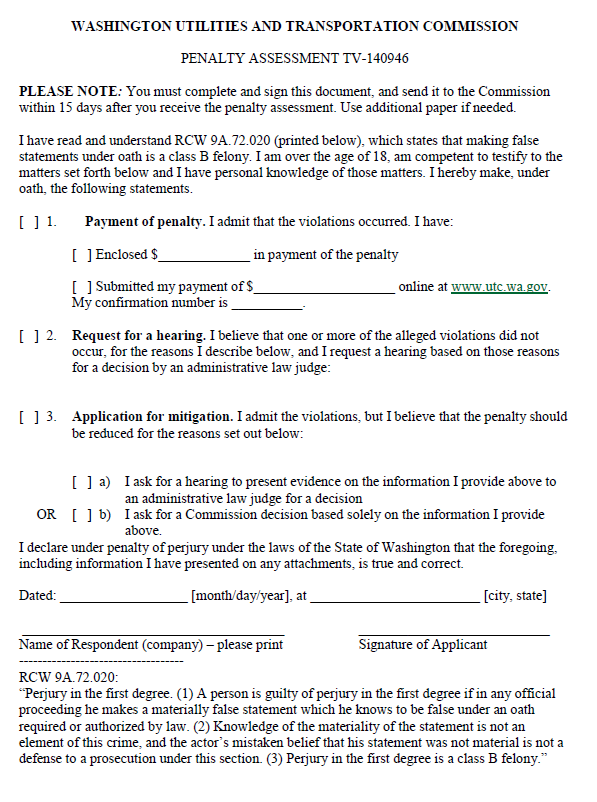 WASHINGTON UTILITIES AND TRANSPORTATION COMMISSION
PENALTY ASSESSMENT TV-140946
PLEASE NOTE: You must complete and sign this document, and send it to the Commission
within 15 days after you receive the penalty assessment. Use additional paper if needed.
I have read and understand RCW 9A.72.020 (printed below), which states that making false
statements under oath is a class B felony. I am over the age of 18, am competent to testify to the
matters set forth below and I have personal knowledge of those matters. I hereby make, under
oath, the following statements.
[ ] 1. Payment of penalty. I admit that the violations occurred. I have:
[ ] Enclosed $______________ in payment of the penalty
[ ] Submitted my payment of $______________________ online at www.utc.wa.gov.
My confirmation number is ___________.
[ ] 2. Request for a hearing. I believe that one or more of the alleged violations did not
occur, for the reasons I describe below, and I request a hearing based on those reasons
for a decision by an administrative law judge:
[ ] 3. Application for mitigation. I admit the violations, but I believe that the penalty should
be reduced for the reasons set out below:
[ ] a) I ask for a hearing to present evidence on the information I provide above to
an administrative law judge for a decision
OR [ ] b) I ask for a Commission decision based solely on the information I provide
above.
I declare under penalty of perjury under the laws of the State of Washington that the foregoing,
including information I have presented on any attachments, is true and correct.
Dated: ____________________ [month/day/year], at __________________________ [city, state]
_________________________________________ ______________________________
Name of Respondent (company) – please print Signature of Applicant
-----------------------------------
RCW 9A.72.020:
“Perjury in the first degree. (1) A person is guilty of perjury in the first degree if in any official
proceeding he makes a materially false statement which he knows to be false under an oath
required or authorized by law. (2) Knowledge of the materiality of the statement is not an
element of this crime, and the actor’s mistaken belief that his statement was not material is not a
defense to a prosecution under this section. (3) Perjury in the first degree is a class B felony.”